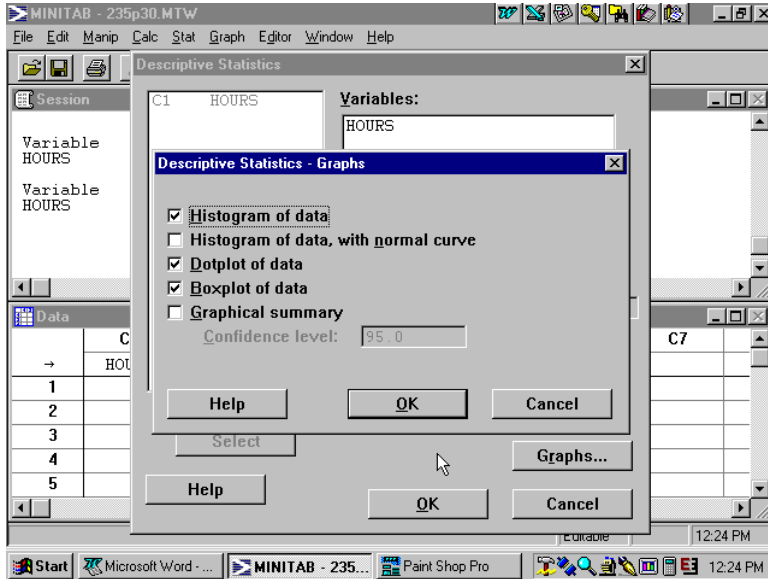 MINITAB - 235p30.MTW
File Edit Manip Calc Stat Graph Editor Window Help
Descriptive Statistics
Session
C1 HOURS
Variables:
HOURS
Variable
HOURS
Variable
HOURS
Descriptive Statistics - Graphs
Histogram of data
Histogram of data, with normal curve
Dotplot of data
Boxplot of data
Graphical summary
Confidence level: 95.0
Help OK Cancel
Data
C C7
→ HOU
1
2
3
4
5
Select
Graphs...
Help OK Cancel
Editable 12:24 PM
Start Microsoft Word - ... MINITAB - 235... Paint Shop Pro 12:24 PM